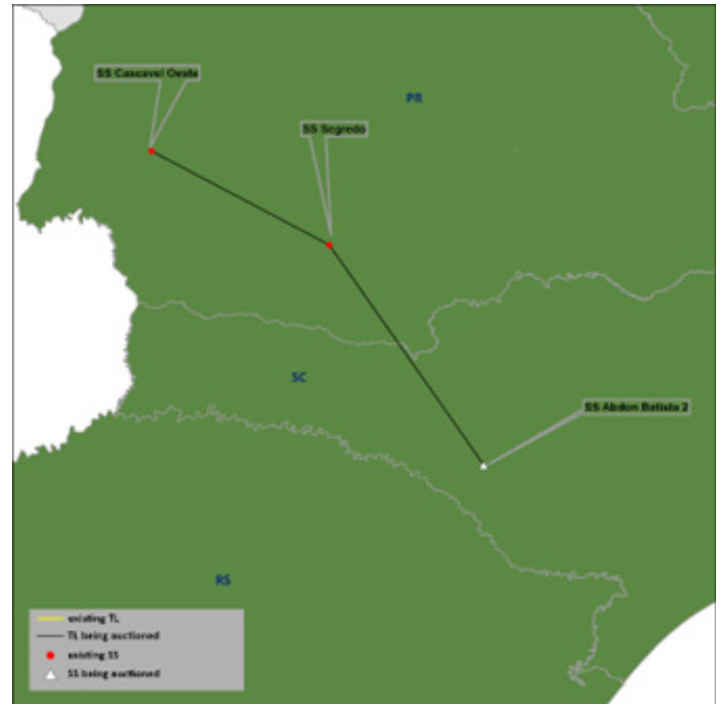 SS Cascavel Oeste
PR
SS Segredo
SC
SS Abdon Batista 2
RS
existing TL
TL being auctioned
existing SS
SS being auctioned